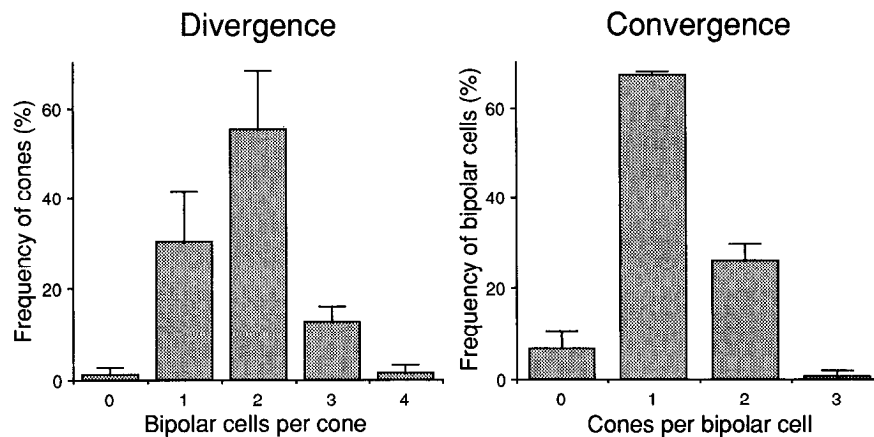 Divergence
Frequency of cones (%)
60
40
20
0
0 1 2 3 4
Bipolar cells per cone
Convergence
Frequency of bipolar cells (%)
60
40
20
0
0 1 2 3
Cones per bipolar cell